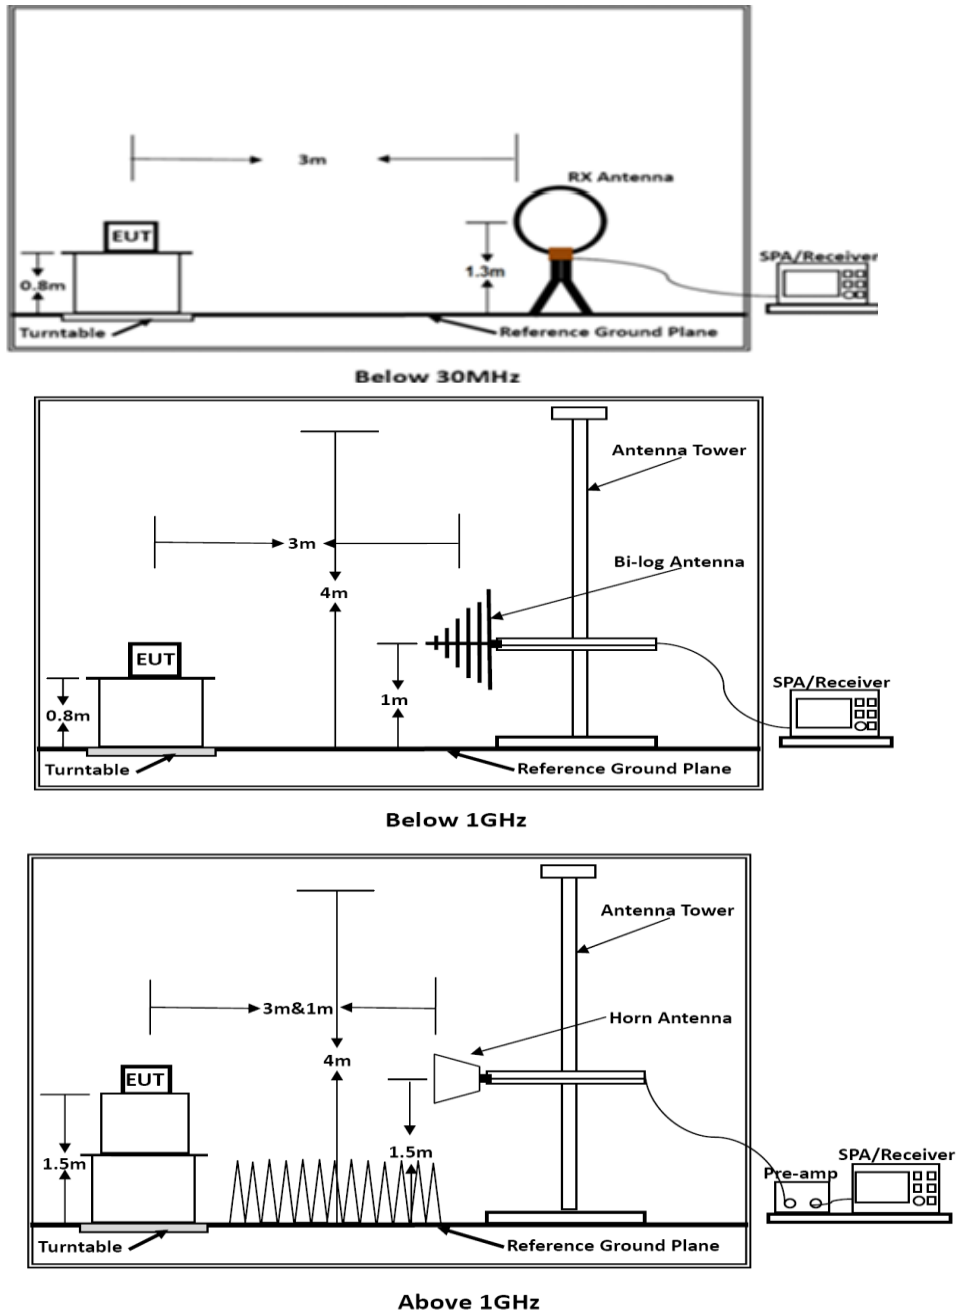 3m
RX Antenna
EUT
SPA/Receiver
1.3m
0.8m
Turntable
Reference Ground Plane
Below 30MHz
Antenna Tower
3m
Bi-log Antenna
4m
EUT
SPA/Receiver
1m
0.8m
Turntable
Reference Ground Plane
Below 1GHz
Antenna Tower
3m&1m
Horn Antenna
4m
EUT
1.5m
SPA/Receiver
1.5m
Pre-amp
Turntable
Reference Ground Plane
Above 1GHz